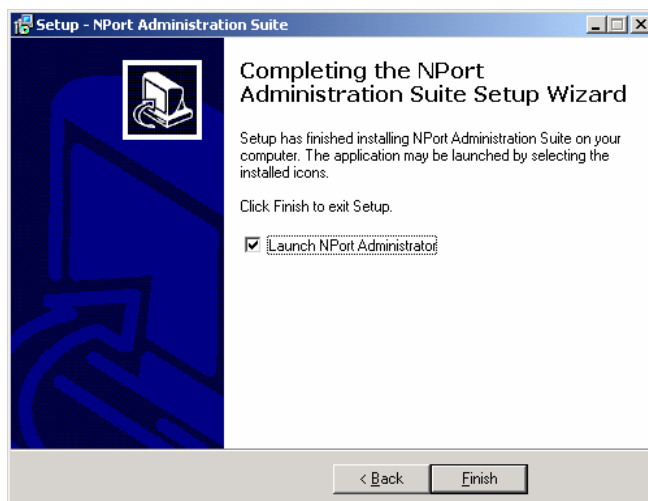 Setup - NPort Administration Suite
Completing the NPort
Administration Suite Setup Wizard
Setup has finished installing NPort Administration Suite on your
computer. The application may be launched by selecting the
installed icons.
Click Finish to exit Setup.
Launch NPort Administrator
< Back
Finish